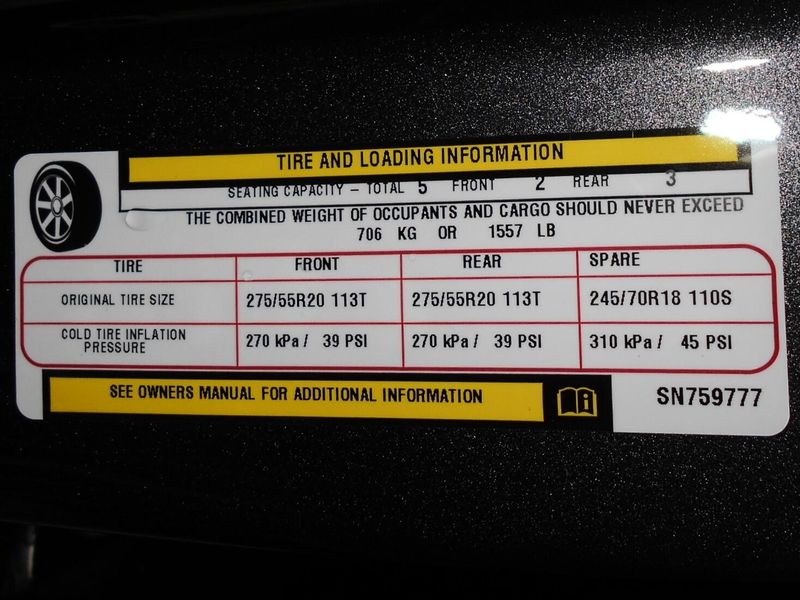 TIRE AND LOADING INFORMATION
SEATING CAPACITY – TOTAL 5 FRONT 2 REAR 3
THE COMBINED WEIGHT OF OCCUPANTS AND CARGO SHOULD NEVER EXCEED
706 KG OR 1557 LB
TIRE FRONT REAR SPARE
ORIGINAL TIRE SIZE 275/55R20 113T 275/55R20 113T 245/70R18 110S
COLD TIRE INFLATION PRESSURE 270 kPa / 39 PSI 270 kPa / 39 PSI 310 kPa / 45 PSI
SEE OWNERS MANUAL FOR ADDITIONAL INFORMATION
SN759777